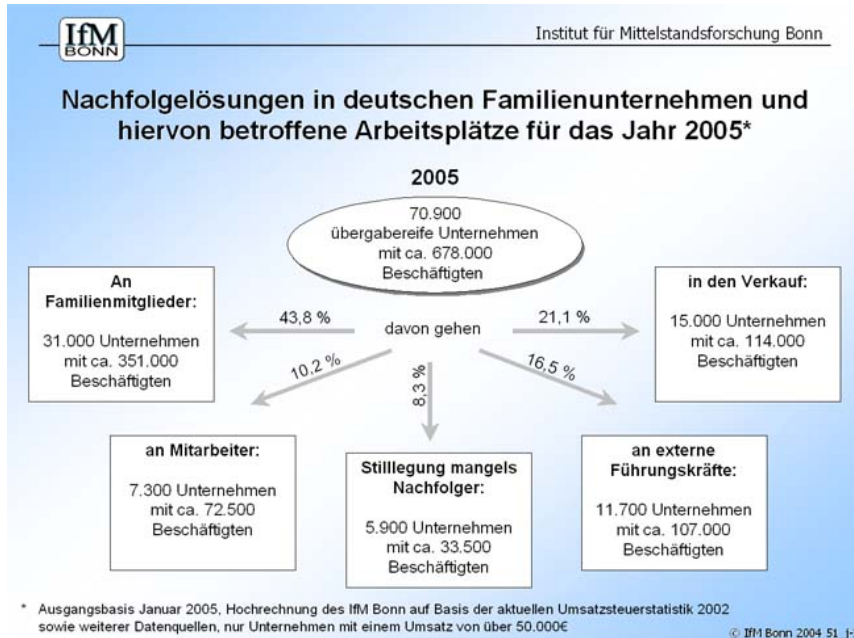 IfM
BONN
Institut für Mittelstandsforschung Bonn
Nachfolgelösungen in deutschen Familienunternehmen und
hiervon betroffene Arbeitsplätze für das Jahr 2005*
2005
70.900
übergabereife Unternehmen
mit ca. 678.000
Beschäftigten
An
Familienmitglieder:
31.000 Unternehmen
mit ca. 351.000
Beschäftigten
43,8 %
davon gehen
21,1 %
in den Verkauf:
15.000 Unternehmen
mit ca. 114.000
Beschäftigten
10,2 %
8,3 %
16,5 %
an Mitarbeiter:
7.300 Unternehmen
mit ca. 72.500
Beschäftigten
Stilllegung mangels
Nachfolger:
5.900 Unternehmen
mit ca. 33.500
Beschäftigten
an externe
Führungskräfte:
11.700 Unternehmen
mit ca. 107.000
Beschäftigten
* Ausgangsbasis Januar 2005, Hochrechnung des IfM Bonn auf Basis der aktuellen Umsatzsteuerstatistik 2002
sowie weiterer Datenquellen, nur Unternehmen mit einem Umsatz von über 50.000€
© IfM Bonn 2004 51